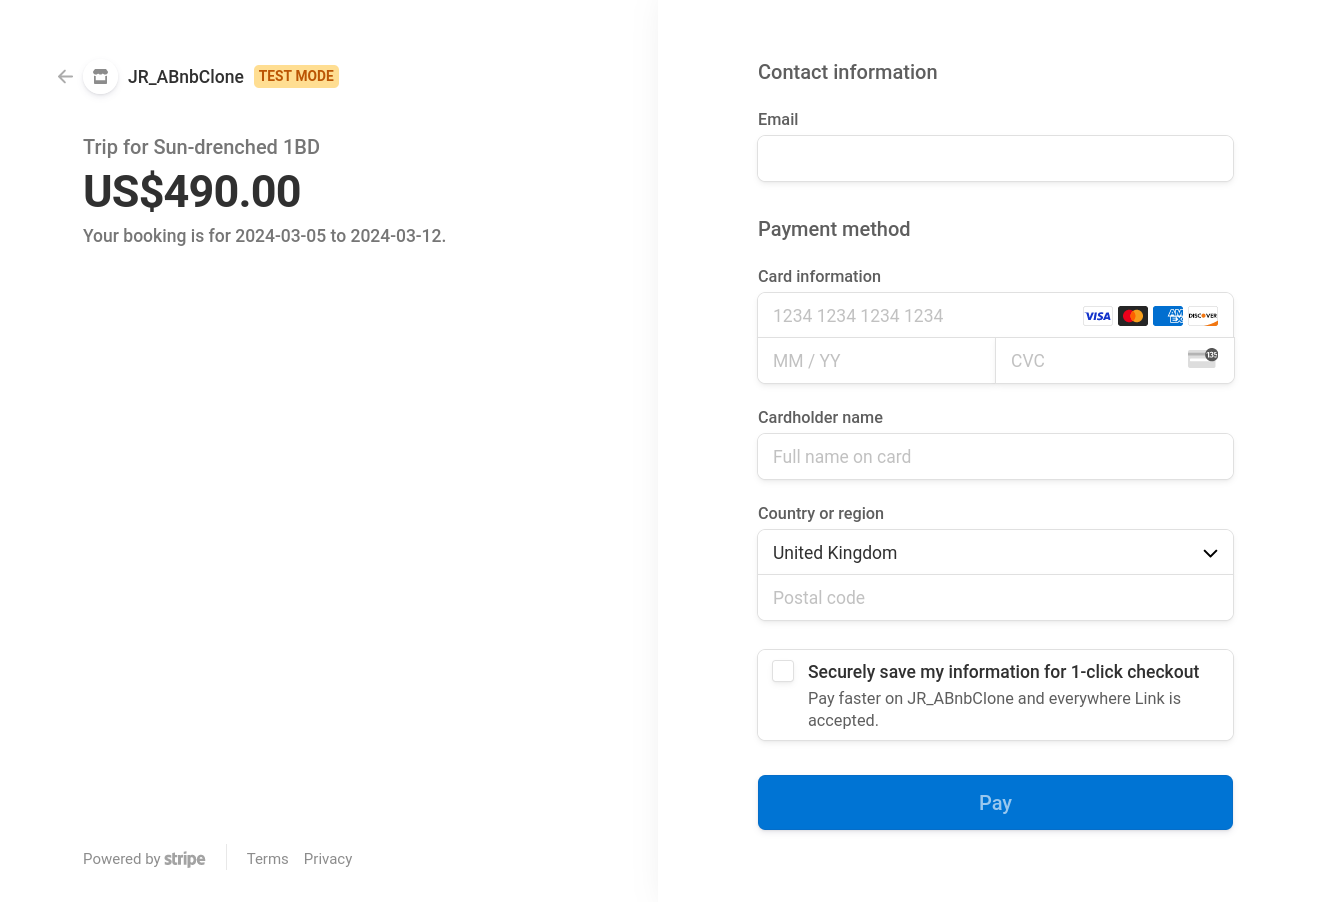 JR_ABnbClone TEST MODE
Trip for Sun-drenched 1BD
US$490.00
Your booking is for 2024-03-05 to 2024-03-12.
Powered by stripe Terms Privacy
Contact information
Email
Payment method
Card information
1234 1234 1234 1234 VISA AM EX DISCOVER
MM / YY CVC 135
Cardholder name
Full name on card
Country or region
United Kingdom
Postal code
Securely save my information for 1-click checkout
Pay faster on JR_ABnbClone and everywhere Link is
accepted.
Pay